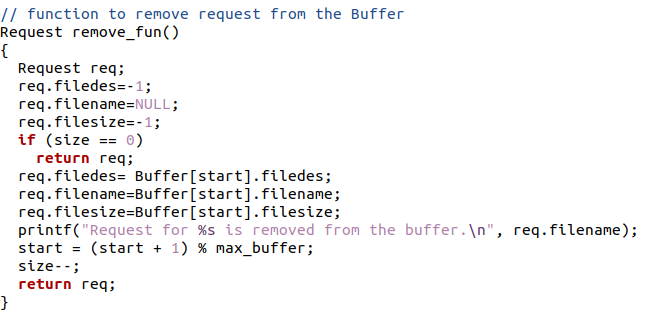 // function to remove request from the Buffer
Request remove_fun()
{
  Request req;
  req.filedes=-1;
  req.filename=NULL;
  req.filesize=-1;
  if (size == 0)
    return req;
  req.filedes= Buffer[start].filedes;
  req.filename=Buffer[start].filename;
  req.filesize=Buffer[start].filesize;
  printf("Request for %s is removed from the buffer.\n", req.filename);
  start = (start + 1) % max_buffer;
  size--;
  return req;
}